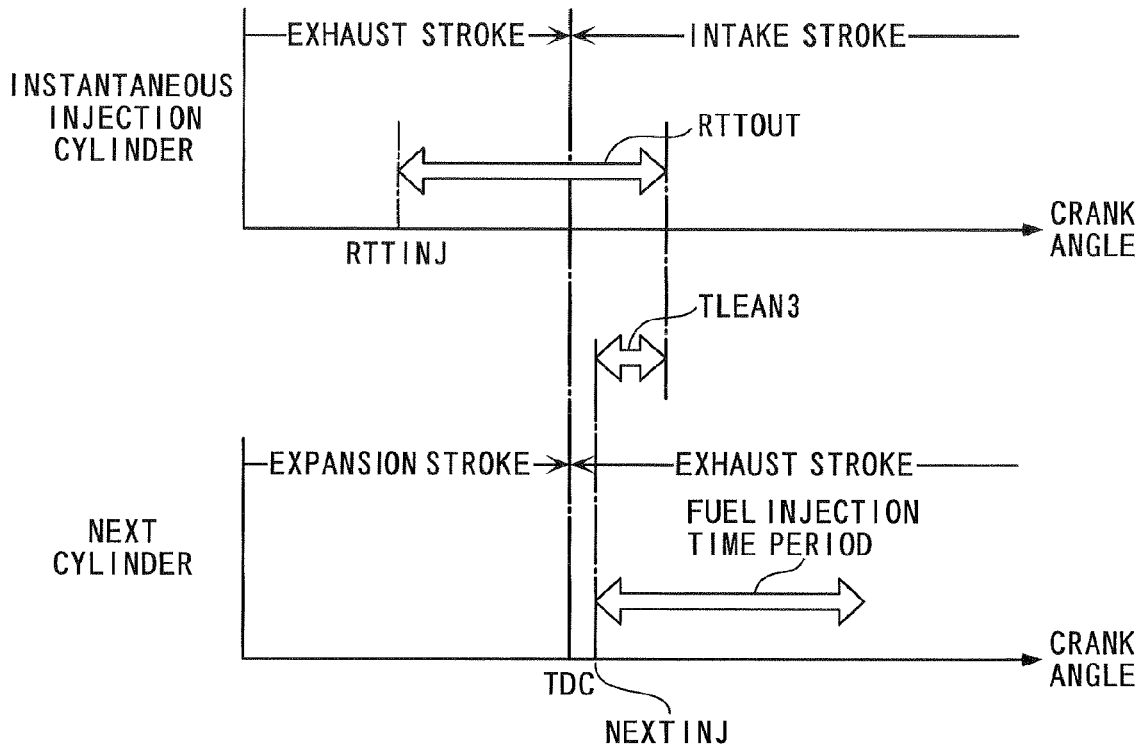 EXHAUST STROKE
INTAKE STROKE
INSTANTANEOUS
INJECTION
CYLINDER
RTTOUT
RTTINJ
CRANK
ANGLE
TLEAN3
EXPANSION STROKE
EXHAUST STROKE
FUEL INJECTION
TIME PERIOD
NEXT
CYLINDER
CRANK
ANGLE
TDC
NEXTINJ